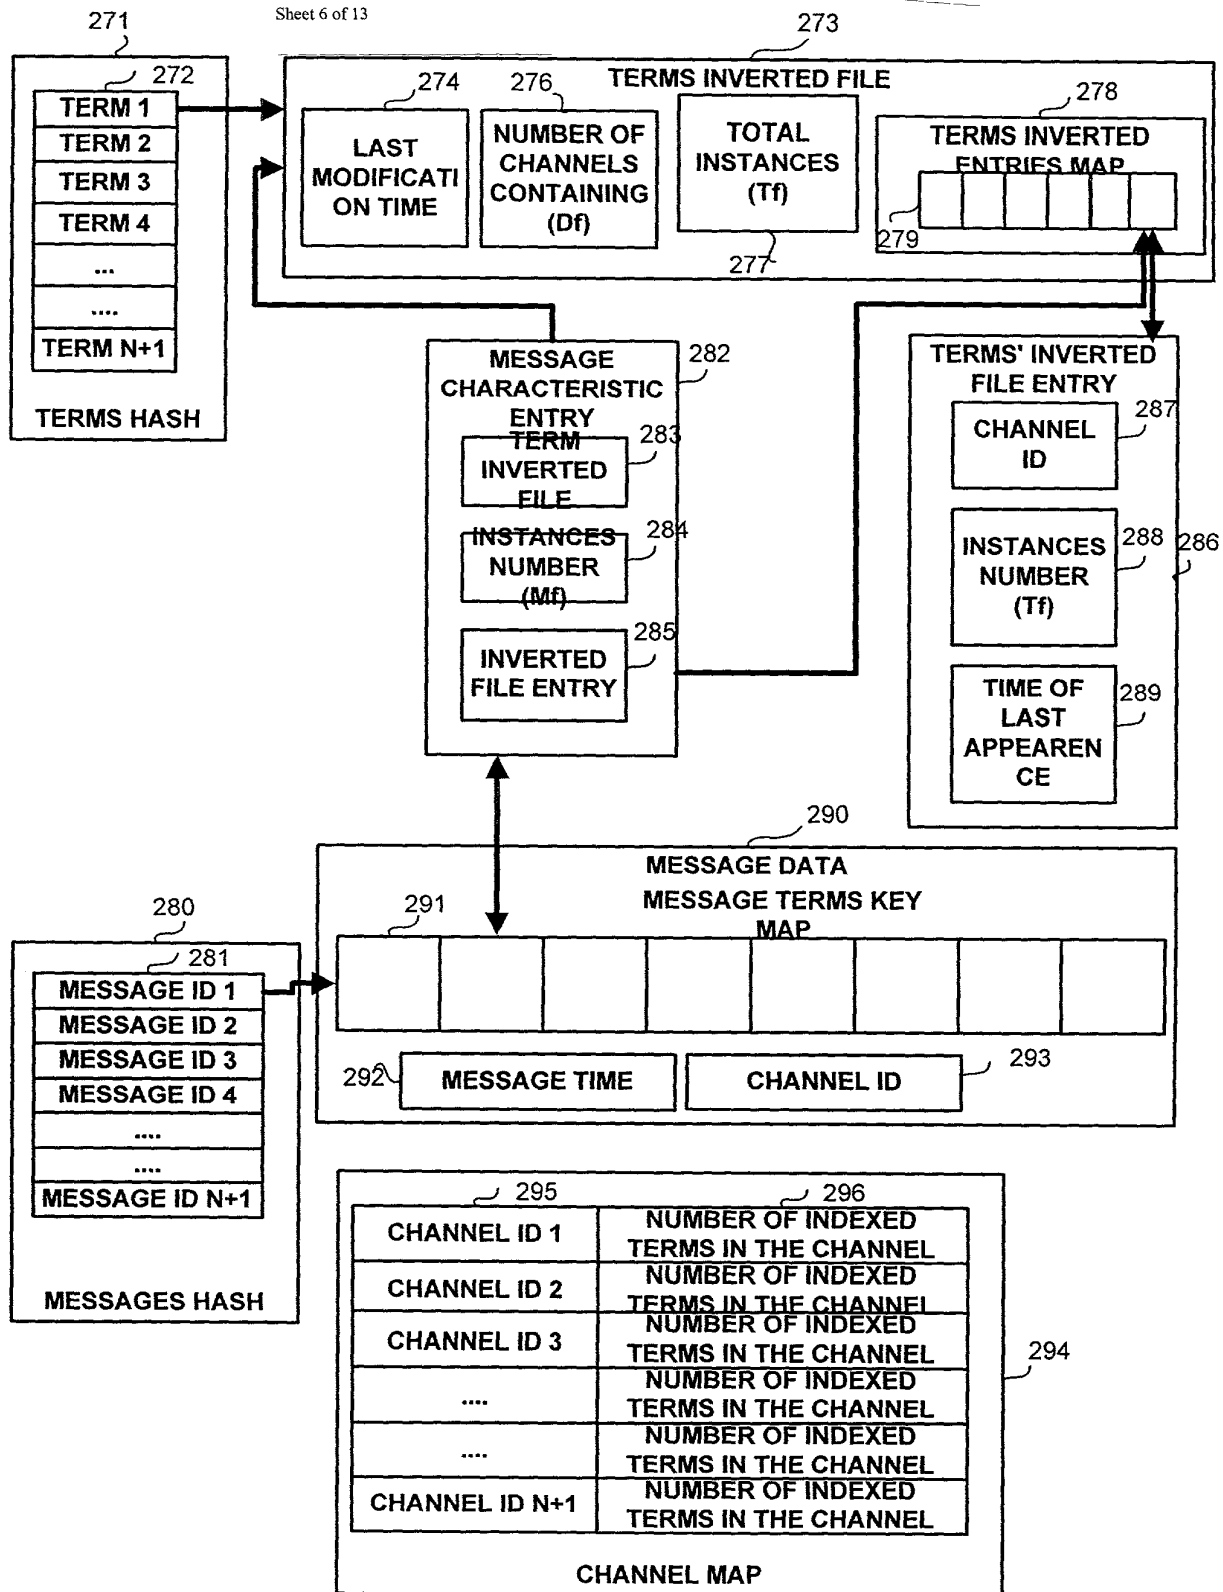 Sheet 6 of 13
271
272
TERM 1
TERM 2
TERM 3
TERM 4
...
....
TERM N+1
TERMS HASH
273
TERMS INVERTED FILE
274
LAST
MODIFICATI
ON TIME
276
NUMBER OF
CHANNELS
CONTAINING
(Df)
TOTAL
INSTANCES
(Tf)
277
278
TERMS INVERTED
ENTRIES MAP
279
282
MESSAGE
CHARACTERISTIC
ENTRY
283
TERM
INVERTED
FILE
284
INSTANCES
NUMBER
(Mf)
285
INVERTED
FILE ENTRY
TERMS' INVERTED
FILE ENTRY
287
CHANNEL
ID
288
286
INSTANCES
NUMBER
(Tf)
289
TIME OF
LAST
APPEAREN
CE
290
MESSAGE DATA
MESSAGE TERMS KEY
MAP
291
292
MESSAGE TIME
CHANNEL ID
293
280
281
MESSAGE ID 1
MESSAGE ID 2
MESSAGE ID 3
MESSAGE ID 4
....
....
MESSAGE ID N+1
MESSAGES HASH
294
295
296
CHANNEL ID 1
NUMBER OF INDEXED
TERMS IN THE CHANNEL
CHANNEL ID 2
NUMBER OF INDEXED
TERMS IN THE CHANNEL
CHANNEL ID 3
NUMBER OF INDEXED
TERMS IN THE CHANNEL
....
NUMBER OF INDEXED
TERMS IN THE CHANNEL
....
NUMBER OF INDEXED
TERMS IN THE CHANNEL
CHANNEL ID N+1
NUMBER OF INDEXED
TERMS IN THE CHANNEL
CHANNEL MAP